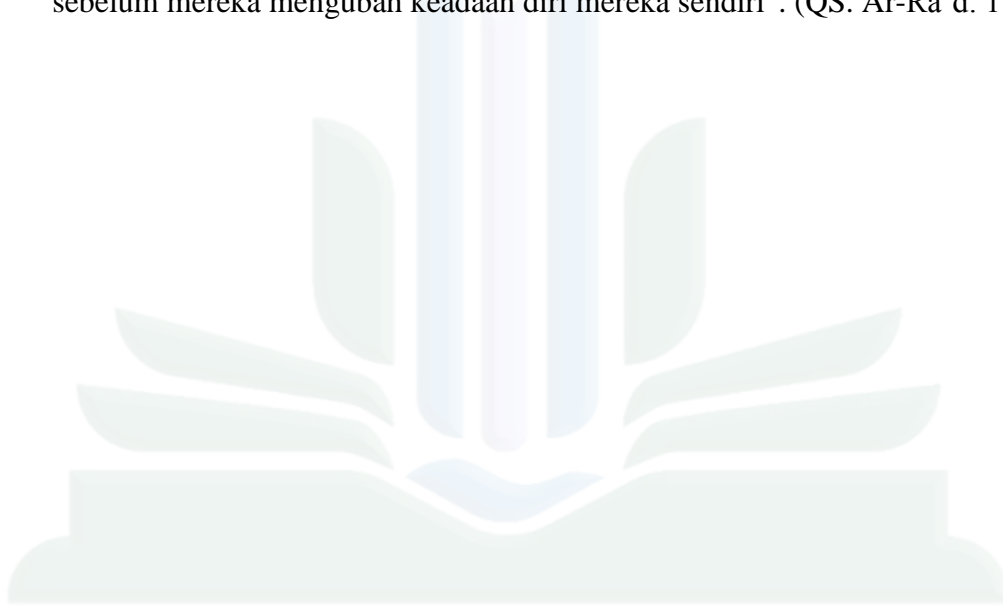 sebelum mereka mengubah keadaan diri mereka sendiri”. (QS. Ar-Ra’d: 1